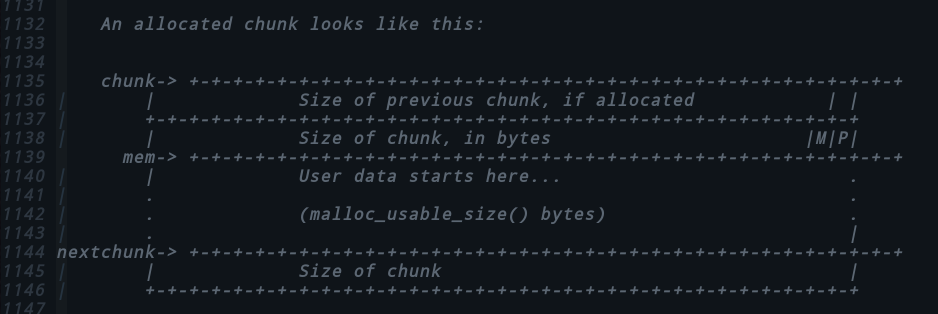 1131
1132 An allocated chunk looks like this:
1133
1134
1135 chunk-> +-+-+-+-+-+-+-+-+-+-+-+-+-+-+-+-+-+-+-+-+-+-+-+-+-+-+-+-+-+-+-+-+
1136 | | Size of previous chunk, if allocated | |
1137 | +-+-+-+-+-+-+-+-+-+-+-+-+-+-+-+-+-+-+-+-+-+-+-+-+-+-+-+-+-+-+-+-+
1138 | | Size of chunk, in bytes |M|P|
1139 mem-> +-+-+-+-+-+-+-+-+-+-+-+-+-+-+-+-+-+-+-+-+-+-+-+-+-+-+-+-+-+-+-+-+
1140 | | User data starts here... .
1141 | . .
1142 | . (malloc_usable_size() bytes) .
1143 | . |
1144 nextchunk-> +-+-+-+-+-+-+-+-+-+-+-+-+-+-+-+-+-+-+-+-+-+-+-+-+-+-+-+-+-+-+-+-+
1145 | | Size of chunk |
1146 | +-+-+-+-+-+-+-+-+-+-+-+-+-+-+-+-+-+-+-+-+-+-+-+-+-+-+-+-+-+-+-+-+
1147